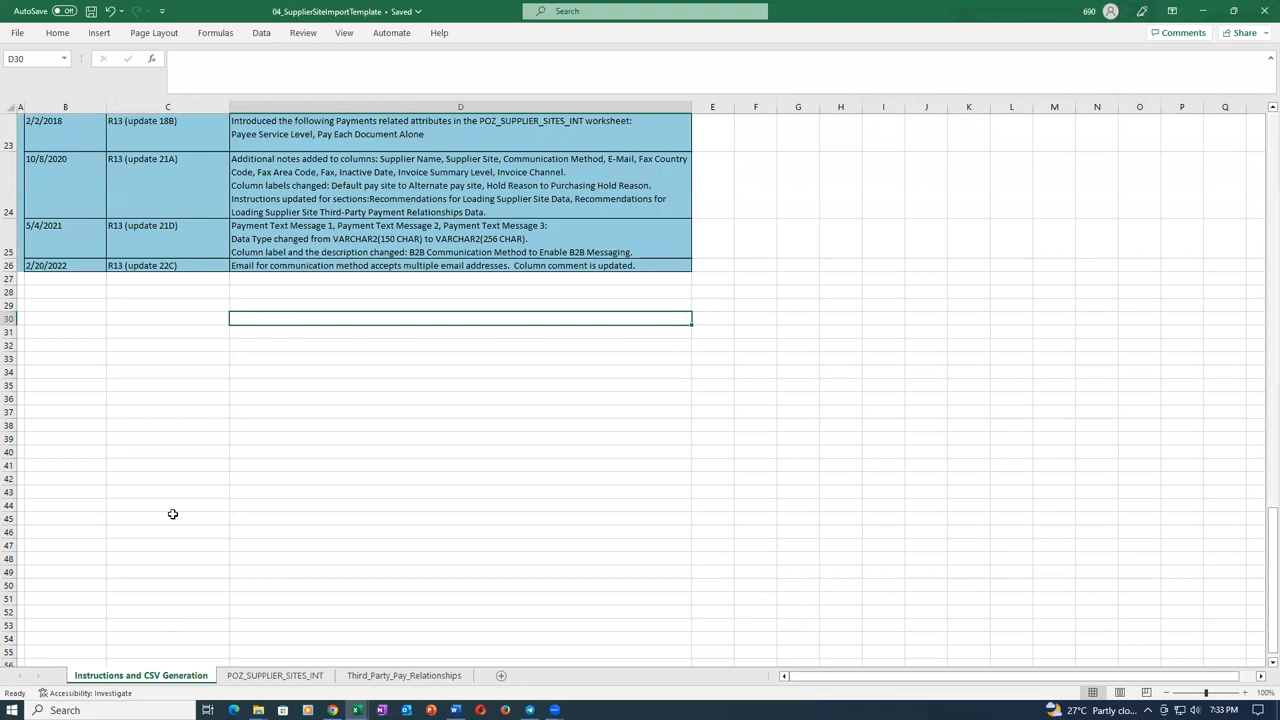 AutoSave Off 04_SupplierSiteImportTemplate • Saved Search 690
File Home Insert Page Layout Formulas Data Review View Automate Help Comments Share
D30 fx
A B C D E F G H I J K L M N O P Q
2/2/2018 R13 (update 18B) Introduced the following Payments related attributes in the POZ_SUPPLIER_SITES_INT worksheet:
23 Payee Service Level, Pay Each Document Alone
10/8/2020 R13 (update 21A) Additional notes added to columns: Supplier Name, Supplier Site, Communication Method, E-Mail, Fax Country
Code, Fax Area Code, Fax, Inactive Date, Invoice Summary Level, Invoice Channel.
Column labels changed: Default pay site to Alternate pay site, Hold Reason to Purchasing Hold Reason.
Instructions updated for sections:Recommendations for Loading Supplier Site Data, Recommendations for
24 Loading Supplier Site Third-Party Payment Relationships Data.
5/4/2021 R13 (update 21D) Payment Text Message 1, Payment Text Message 2, Payment Text Message 3:
Data Type changed from VARCHAR2(150 CHAR) to VARCHAR2(256 CHAR).
25 Column label and the description changed: B2B Communication Method to Enable B2B Messaging.
26 2/20/2022 R13 (update 22C) Email for communication method accepts multiple email addresses. Column comment is updated.
27
28
29
30
31
32
33
34
35
36
37
38
39
40
41
42
43
44
45
46
47
48
49
50
51
52
53
54
55
56
Instructions and CSV Generation POZ_SUPPLIER_SITES_INT Third_Party_Pay_Relationships
Ready Accessibility: Investigate 100%
Search 27°C Partly clo... 7:33 PM